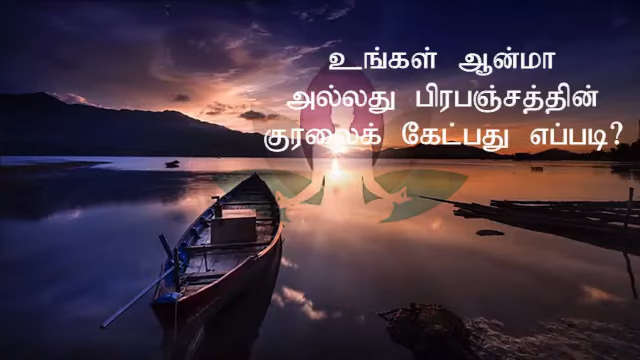 உங்கள் ஆன்மா
அல்லது பிரபஞ்சத்தின்
குரலைக் கேட்பது எப்படி?